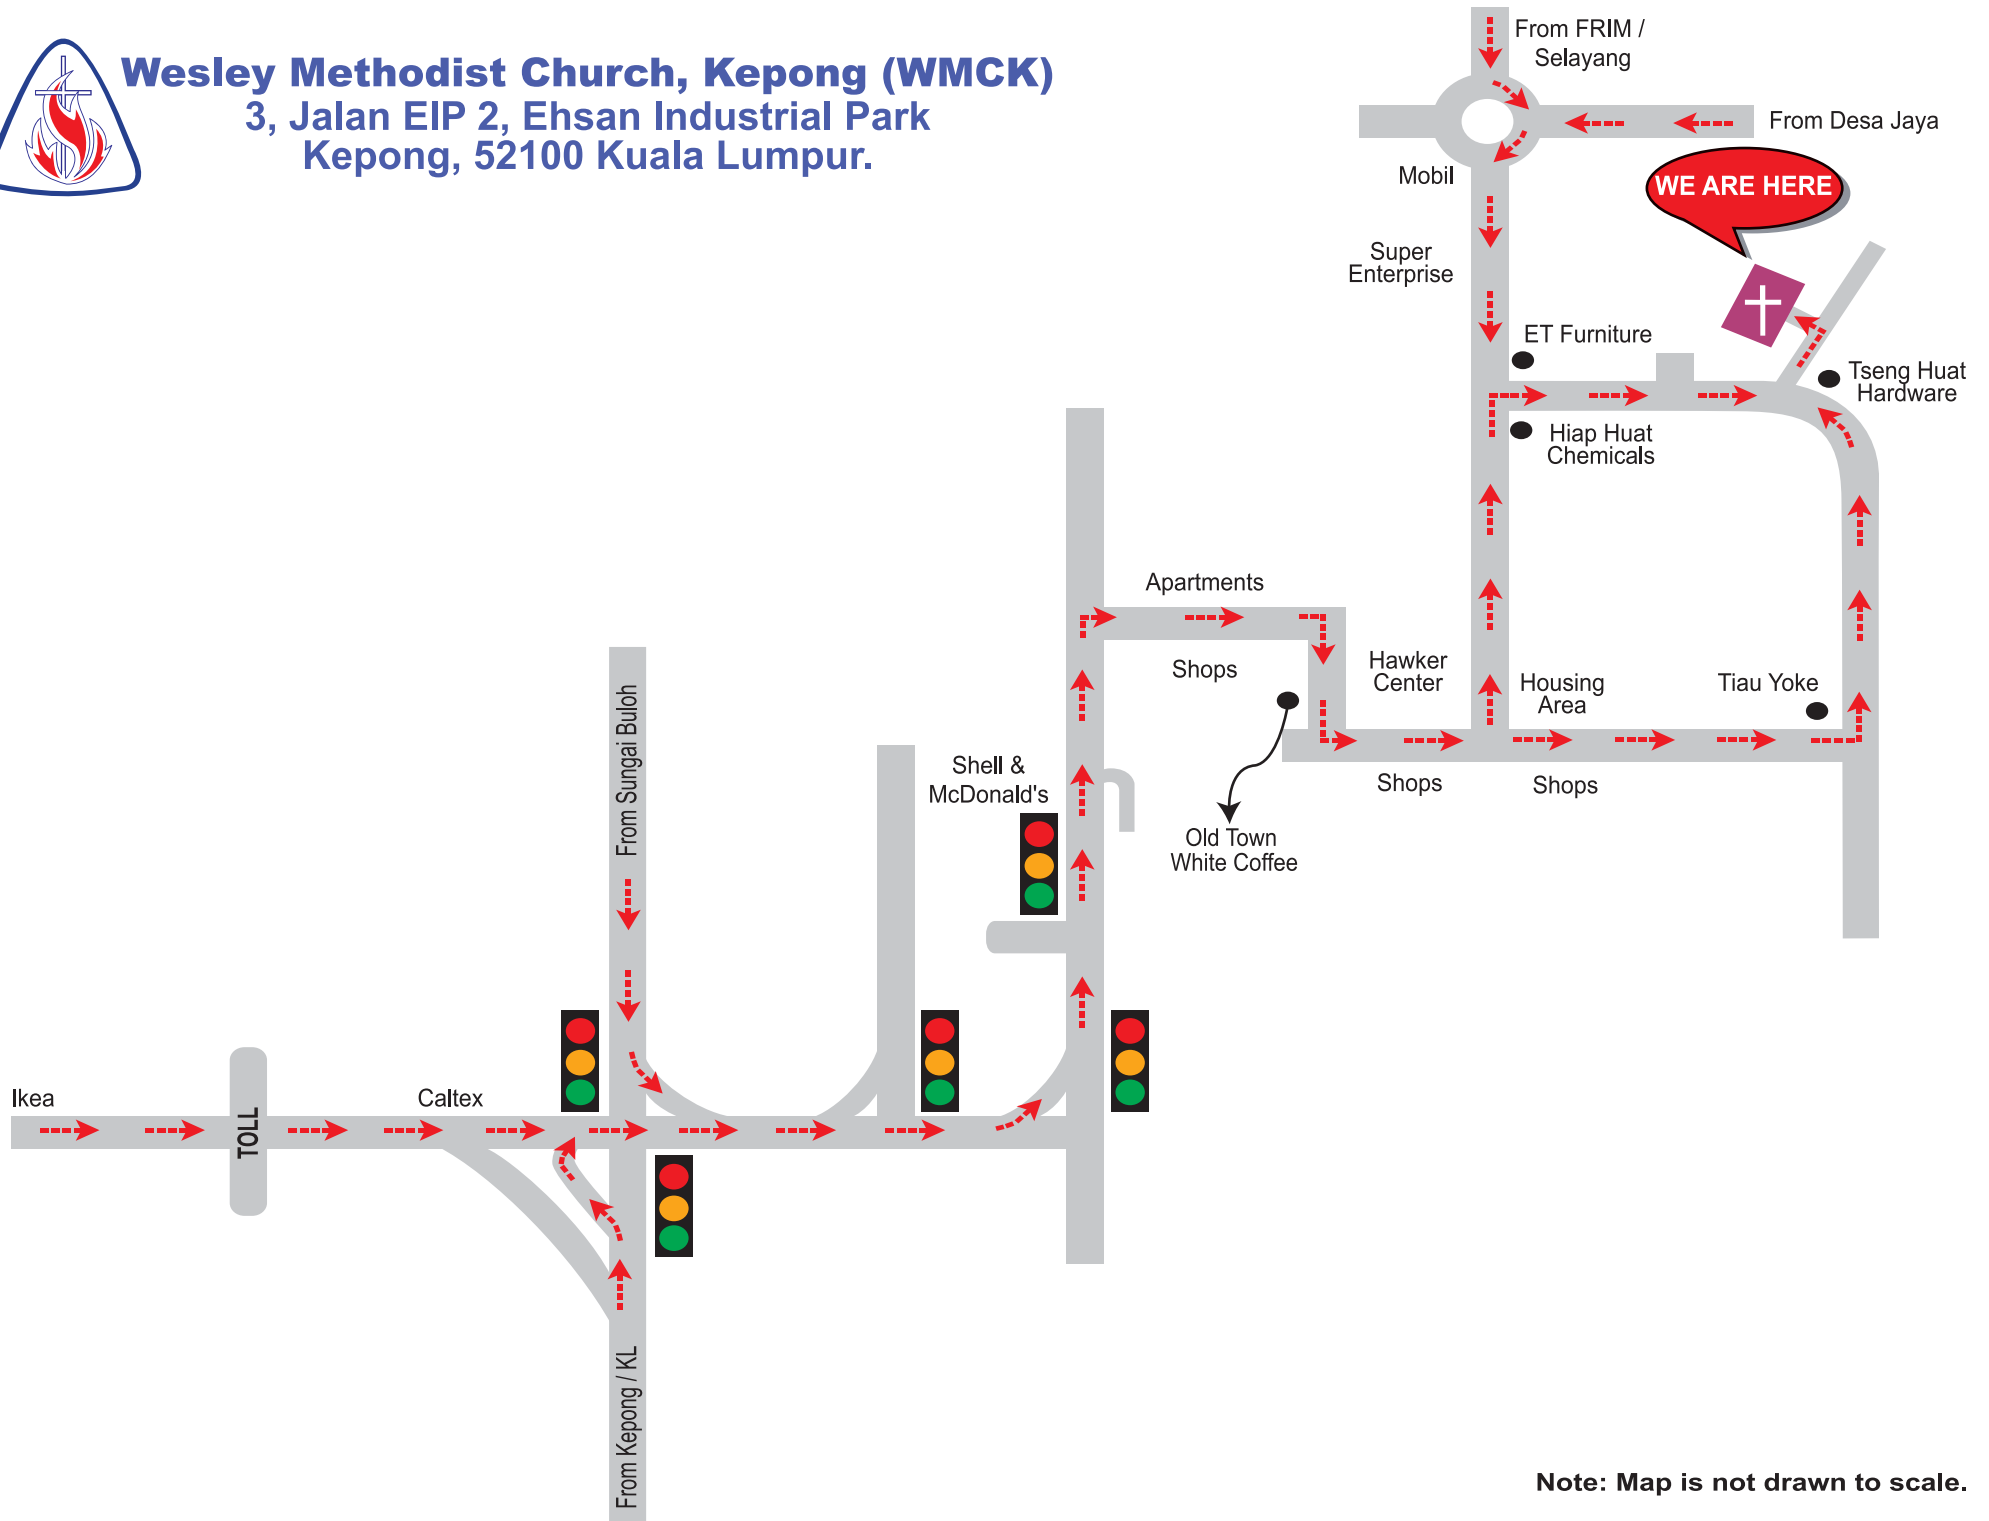 Wesley Methodist Church, Kepong (WMCK)
3, Jalan EIP 2, Ehsan Industrial Park
Kepong, 52100 Kuala Lumpur.
From FRIM /
Selayang
From Desa Jaya
Mobil
WE ARE HERE
Super
Enterprise
ET Furniture
Tseng Huat
Hardware
Hiap Huat
Chemicals
Apartments
Shops
Hawker
Center
Housing
Area
Tiau Yoke
Shops
Shops
Old Town
White Coffee
Shell &
McDonald's
From Sungai Buloh
Ikea
TOLL
Caltex
From Kepong / KL
Note: Map is not drawn to scale.